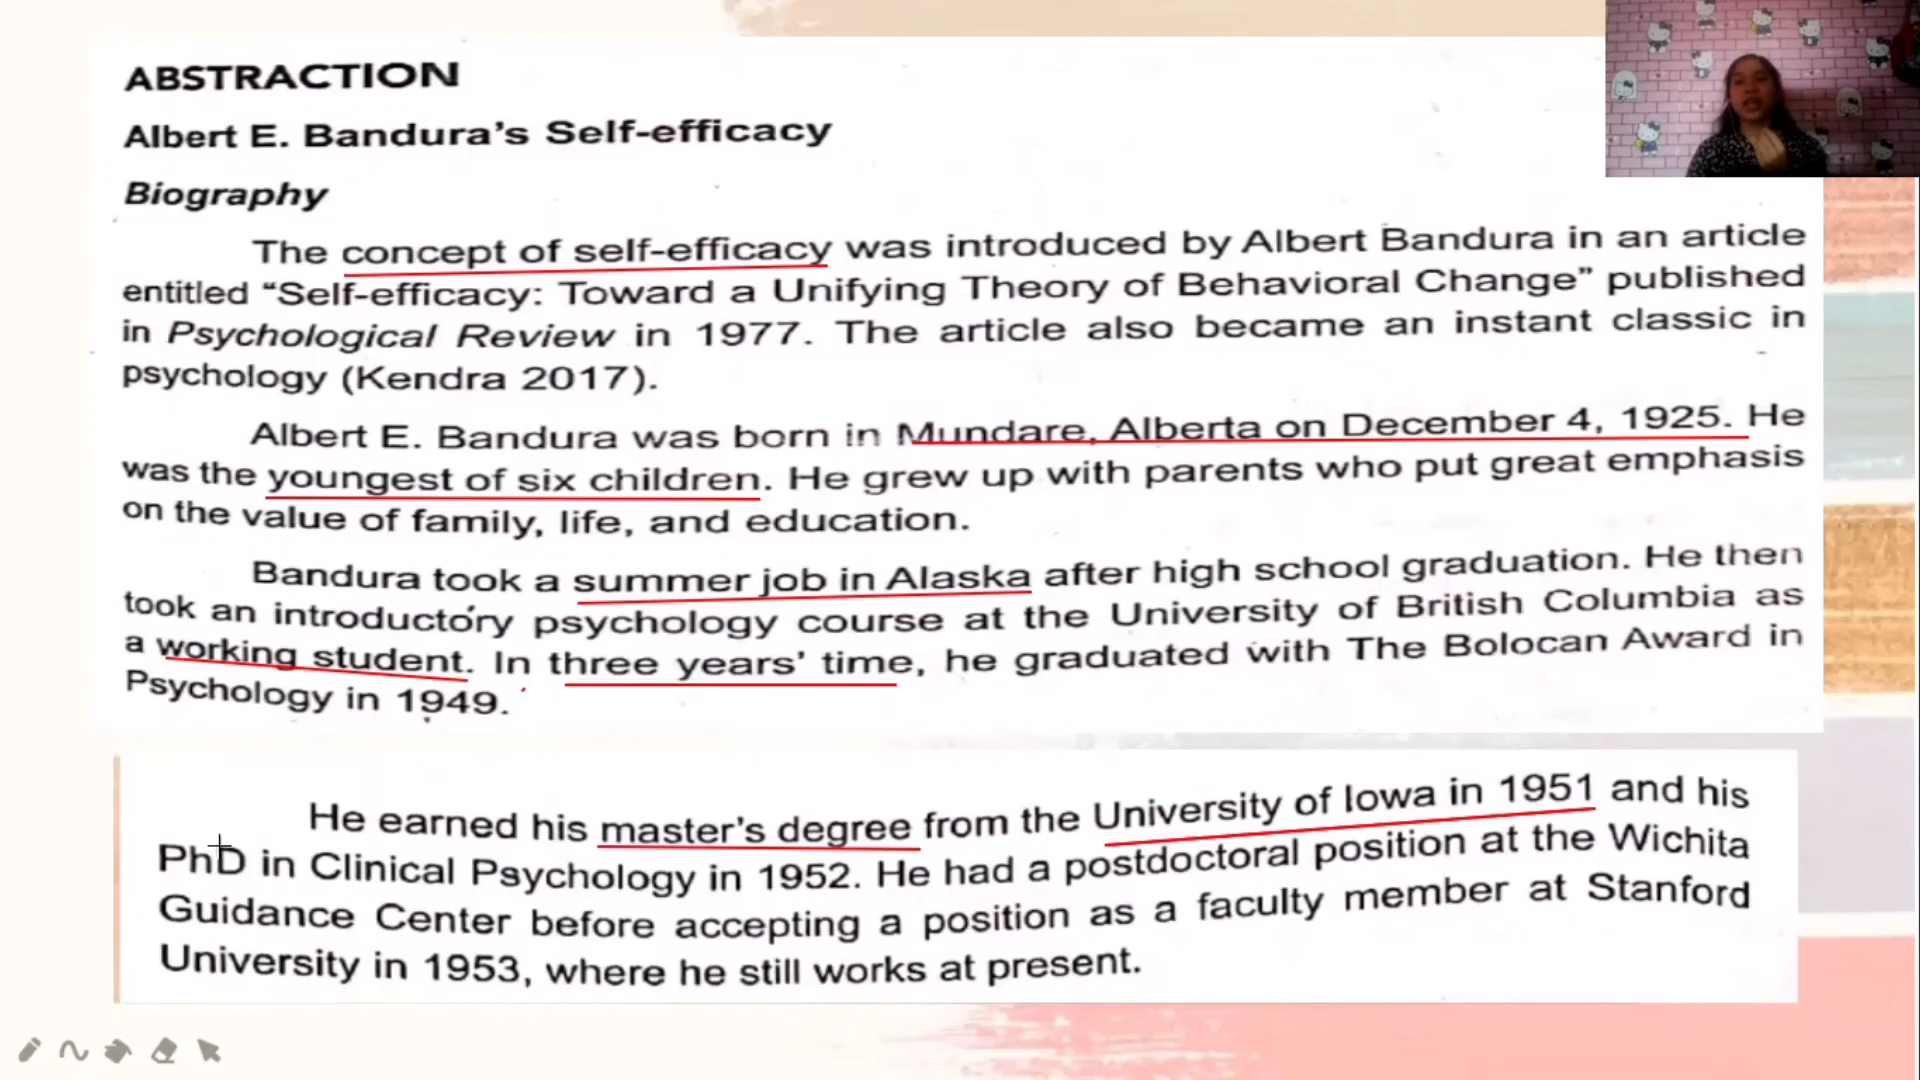 ABSTRACTION
Albert E. Bandura's Self-efficacy
Biography
The concept of self-efficacy was introduced by Albert Bandura in an article
entitled “Self-efficacy: Toward a Unifying Theory of Behavioral Change” published
in Psychological Review in 1977. The article also became an instant classic in
psychology (Kendra 2017).
Albert E. Bandura was born in Mundare, Alberta on December 4, 1925. He
was the youngest of six children. He grew up with parents who put great emphasis
on the value of family, life, and education.
Bandura took a summer job in Alaska after high school graduation. He then
took an introductory psychology course at the University of British Columbia as
a working student. In three years' time, he graduated with The Bolocan Award in
Psychology in 1949.
He earned his master's degree from the University of Iowa in 1951 and his
PhD in Clinical Psychology in 1952. He had a postdoctoral position at the Wichita
Guidance Center before accepting a position as a faculty member at Stanford
University in 1953, where he still works at present.